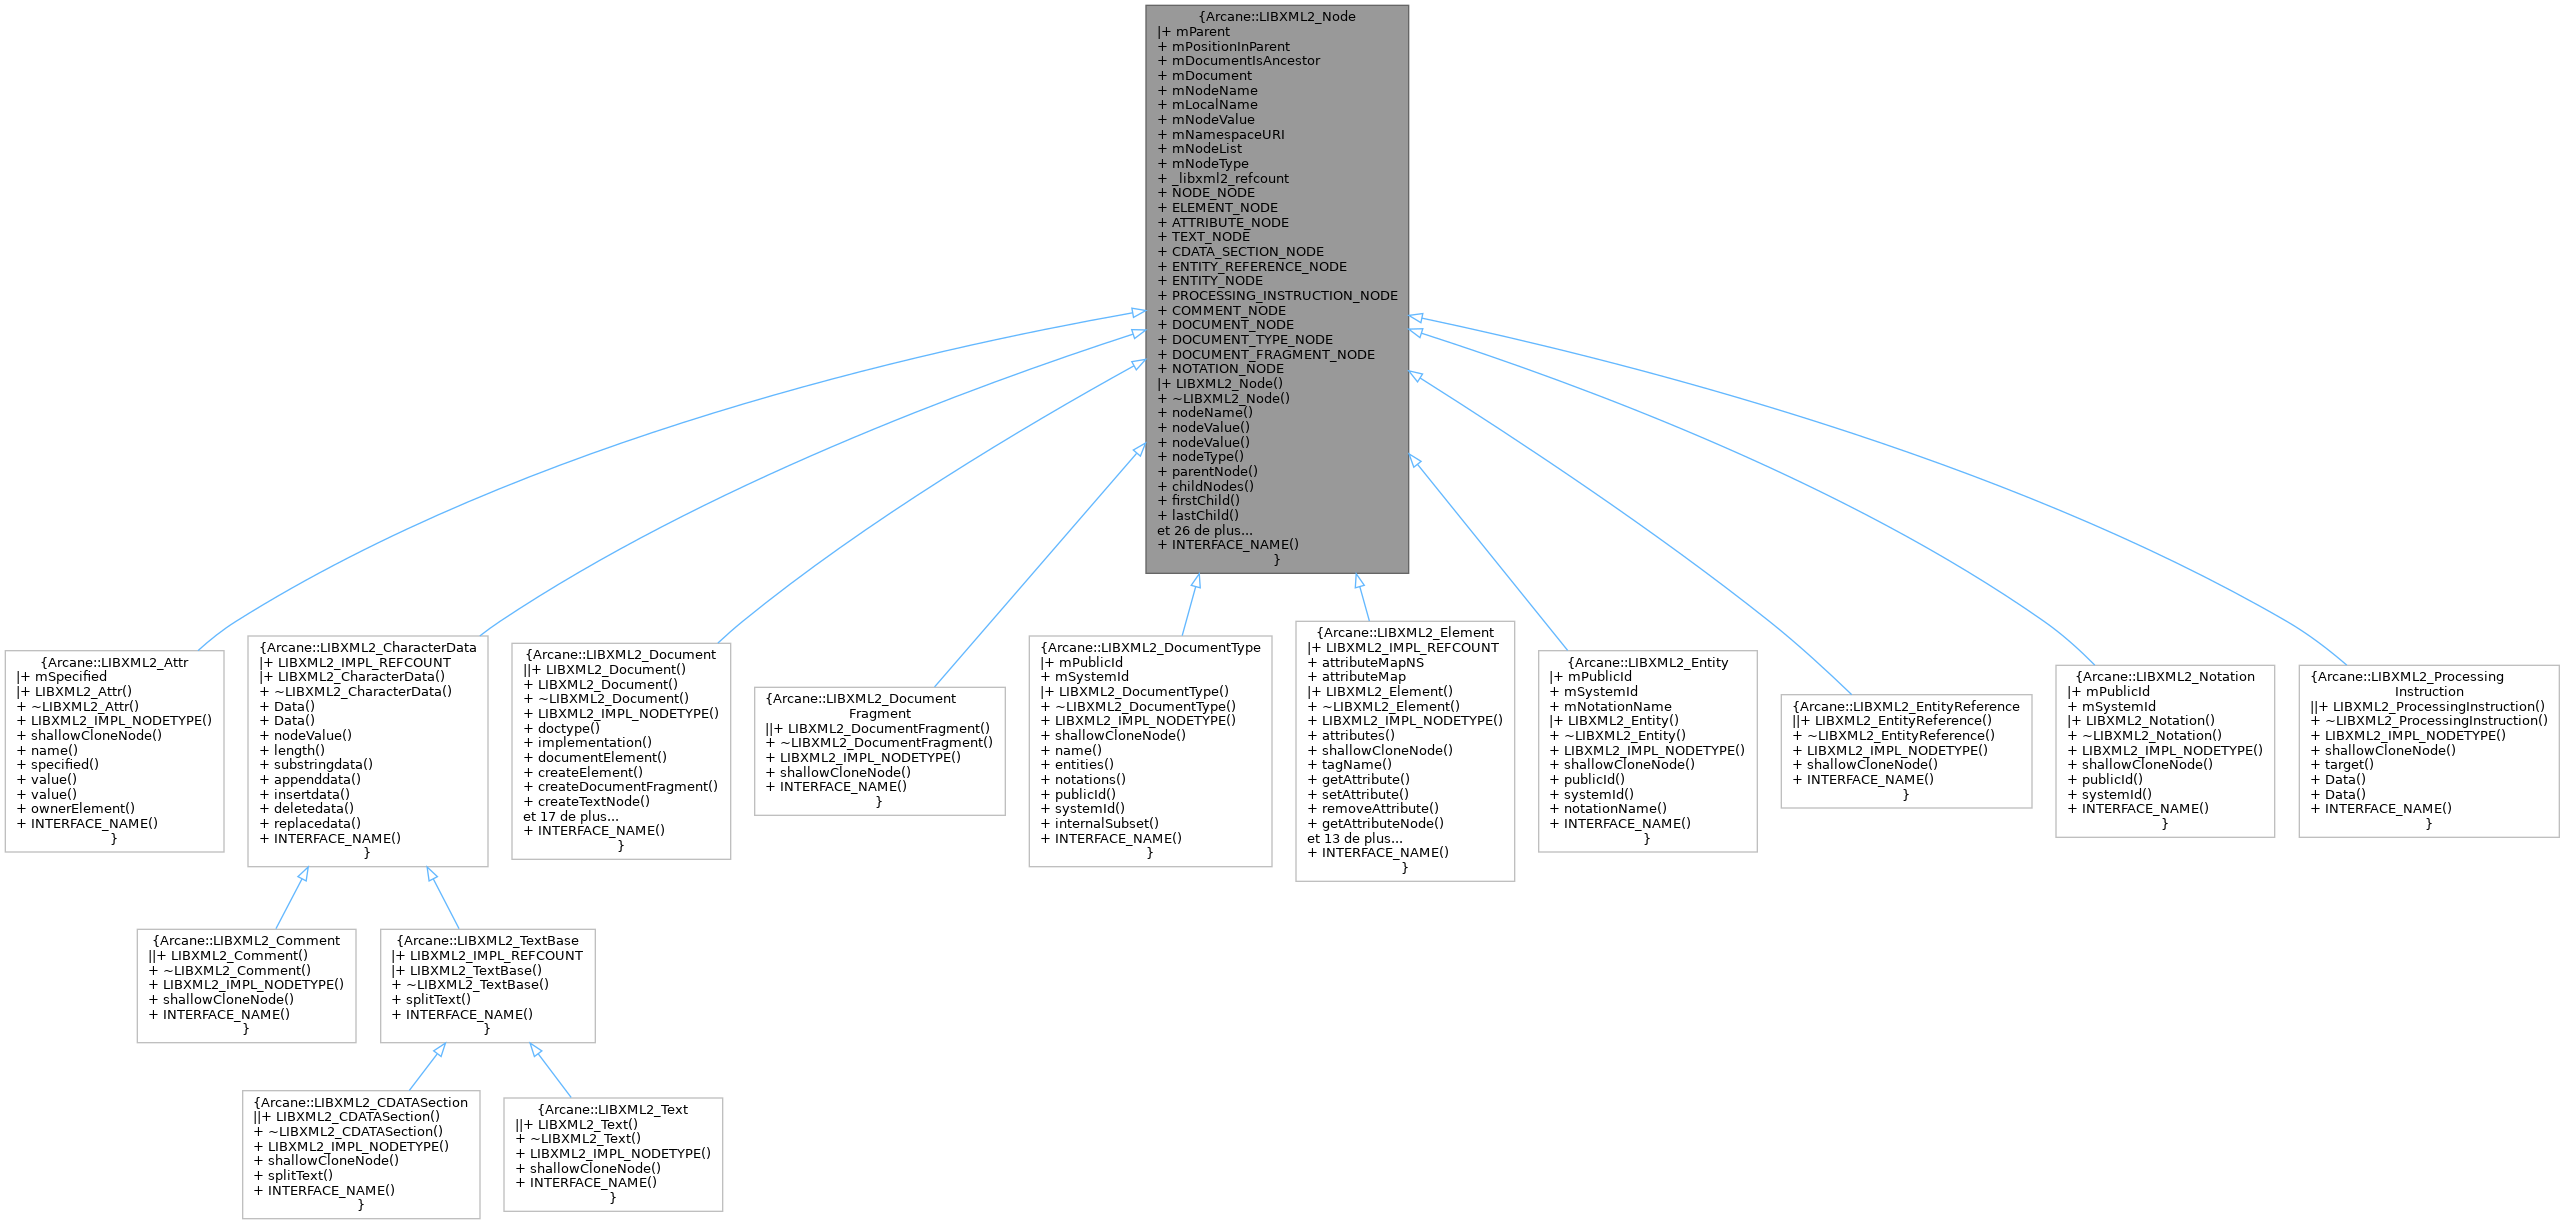 {Arcane::LIBXML2_Node
|+ mParent
+ mPositionInParent
+ mDocumentIsAncestor
+ mDocument
+ mNodeName
+ mLocalName
+ mNodeValue
+ mNamespaceURI
+ mNodeList
+ mNodeType
+ _libxml2_refcount
+ NODE_NODE
+ ELEMENT_NODE
+ ATTRIBUTE_NODE
+ TEXT_NODE
+ CDATA_SECTION_NODE
+ ENTITY_REFERENCE_NODE
+ ENTITY_NODE
+ PROCESSING_INSTRUCTION_NODE
+ COMMENT_NODE
+ DOCUMENT_NODE
+ DOCUMENT_TYPE_NODE
+ DOCUMENT_FRAGMENT_NODE
+ NOTATION_NODE
|+ LIBXML2_Node()
+ ~LIBXML2_Node()
+ nodeName()
+ nodeValue()
+ nodeValue()
+ nodeType()
+ parentNode()
+ childNodes()
+ firstChild()
+ lastChild()
et 26 de plus...
+ INTERFACE_NAME()
}
{Arcane::LIBXML2_Attr
|+ mSpecified
|+ LIBXML2_Attr()
+ ~LIBXML2_Attr()
+ LIBXML2_IMPL_NODETYPE()
+ shallowCloneNode()
+ name()
+ specified()
+ value()
+ value()
+ ownerElement()
+ INTERFACE_NAME()
}
{Arcane::LIBXML2_CharacterData
|+ LIBXML2_IMPL_REFCOUNT
|+ LIBXML2_CharacterData()
+ ~LIBXML2_CharacterData()
+ Data()
+ Data()
+ nodeValue()
+ length()
+ substringdata()
+ appenddata()
+ insertdata()
+ deletedata()
+ replacedata()
+ INTERFACE_NAME()
}
{Arcane::LIBXML2_Document
||+ LIBXML2_Document()
+ LIBXML2_Document()
+ ~LIBXML2_Document()
+ LIBXML2_IMPL_NODETYPE()
+ doctype()
+ implementation()
+ documentElement()
+ createElement()
+ createDocumentFragment()
+ createTextNode()
et 17 de plus...
+ INTERFACE_NAME()
}
{Arcane::LIBXML2_Document
Fragment
||+ LIBXML2_DocumentFragment()
+ ~LIBXML2_DocumentFragment()
+ LIBXML2_IMPL_NODETYPE()
+ shallowCloneNode()
+ INTERFACE_NAME()
}
{Arcane::LIBXML2_DocumentType
|+ mPublicId
+ mSystemId
|+ LIBXML2_DocumentType()
+ ~LIBXML2_DocumentType()
+ LIBXML2_IMPL_NODETYPE()
+ shallowCloneNode()
+ name()
+ entities()
+ notations()
+ publicId()
+ systemId()
+ internalSubset()
+ INTERFACE_NAME()
}
{Arcane::LIBXML2_Element
|+ LIBXML2_IMPL_REFCOUNT
+ attributeMapNS
+ attributeMap
|+ LIBXML2_Element()
+ ~LIBXML2_Element()
+ LIBXML2_IMPL_NODETYPE()
+ attributes()
+ shallowCloneNode()
+ tagName()
+ getAttribute()
+ setAttribute()
+ removeAttribute()
+ getAttributeNode()
et 13 de plus...
+ INTERFACE_NAME()
}
{Arcane::LIBXML2_Entity
|+ mPublicId
+ mSystemId
+ mNotationName
|+ LIBXML2_Entity()
+ ~LIBXML2_Entity()
+ LIBXML2_IMPL_NODETYPE()
+ shallowCloneNode()
+ publicId()
+ systemId()
+ notationName()
+ INTERFACE_NAME()
}
{Arcane::LIBXML2_EntityReference
||+ LIBXML2_EntityReference()
+ ~LIBXML2_EntityReference()
+ LIBXML2_IMPL_NODETYPE()
+ shallowCloneNode()
+ INTERFACE_NAME()
}
{Arcane::LIBXML2_Notation
|+ mPublicId
+ mSystemId
|+ LIBXML2_Notation()
+ ~LIBXML2_Notation()
+ LIBXML2_IMPL_NODETYPE()
+ shallowCloneNode()
+ publicId()
+ systemId()
+ INTERFACE_NAME()
}
{Arcane::LIBXML2_Processing
Instruction
||+ LIBXML2_ProcessingInstruction()
+ ~LIBXML2_ProcessingInstruction()
+ LIBXML2_IMPL_NODETYPE()
+ shallowCloneNode()
+ target()
+ Data()
+ Data()
+ INTERFACE_NAME()
}
{Arcane::LIBXML2_Comment
||+ LIBXML2_Comment()
+ ~LIBXML2_Comment()
+ LIBXML2_IMPL_NODETYPE()
+ shallowCloneNode()
+ INTERFACE_NAME()
}
{Arcane::LIBXML2_TextBase
|+ LIBXML2_IMPL_REFCOUNT
|+ LIBXML2_TextBase()
+ ~LIBXML2_TextBase()
+ splitText()
+ INTERFACE_NAME()
}
{Arcane::LIBXML2_CDATASection
||+ LIBXML2_CDATASection()
+ ~LIBXML2_CDATASection()
+ LIBXML2_IMPL_NODETYPE()
+ shallowCloneNode()
+ splitText()
+ INTERFACE_NAME()
}
{Arcane::LIBXML2_Text
||+ LIBXML2_Text()
+ ~LIBXML2_Text()
+ LIBXML2_IMPL_NODETYPE()
+ shallowCloneNode()
+ INTERFACE_NAME()
}